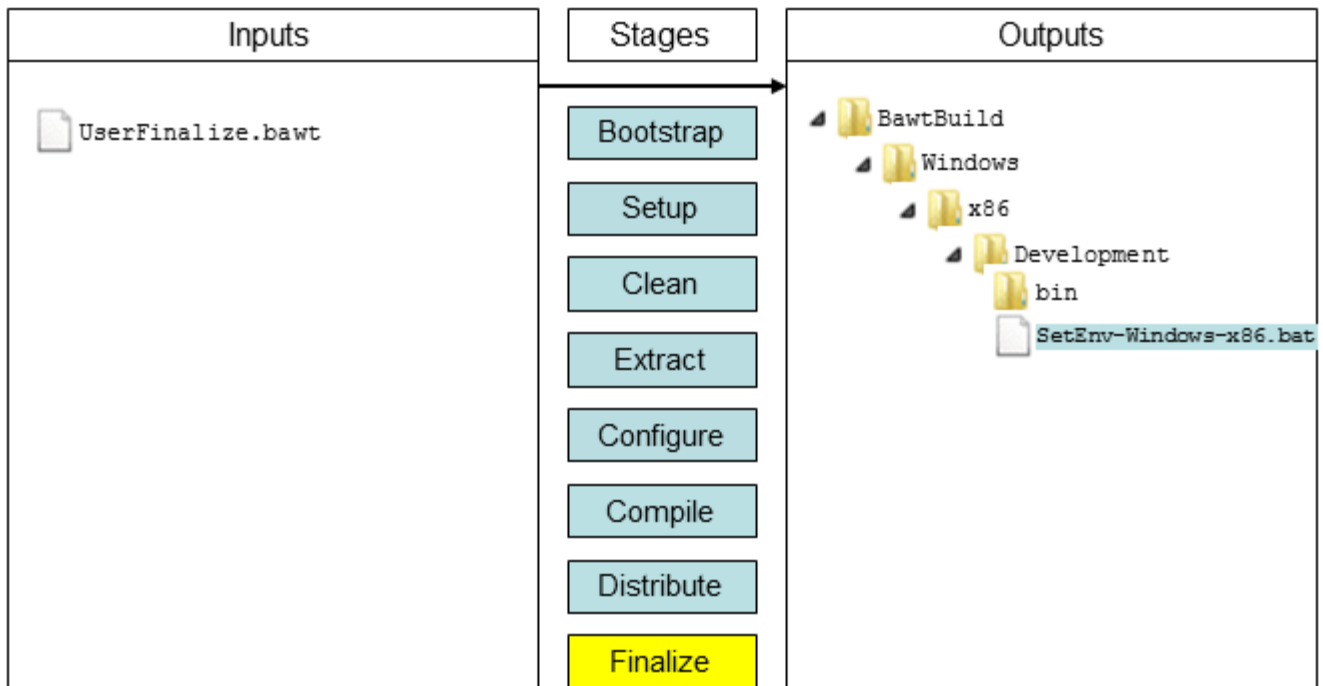 Inputs
Stages
Outputs
UserFinalize.bawt
Bootstrap
Setup
Clean
Extract
Configure
Compile
Distribute
Finalize
BawtBuild
Windows
x86
Development
bin
SetEnv-Windows-x86.bat